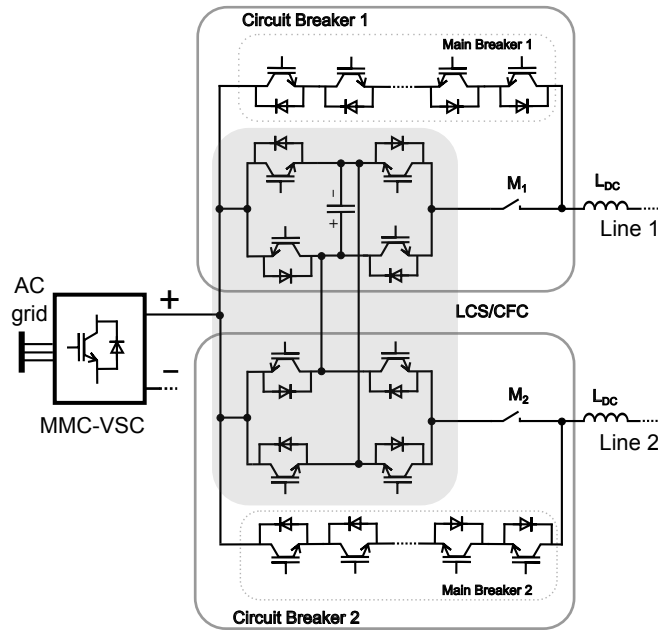 Circuit Breaker 1
Main Breaker 1
−
+
M1
LDC
Line 1
AC
grid
+
LCS/CFC
−
MMC-VSC
M2
LDC
Line 2
Main Breaker 2
Circuit Breaker 2